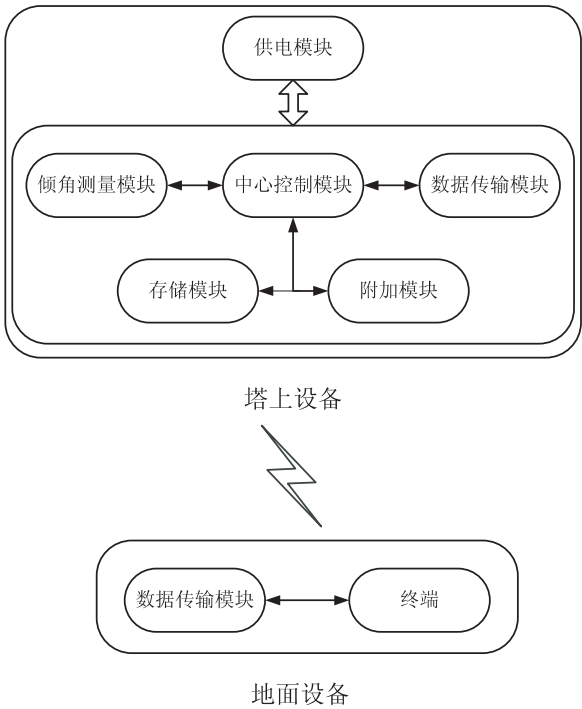 供电模块
倾角测量模块
中心控制模块
数据传输模块
存储模块
附加模块
塔上设备
数据传输模块
终端
地面设备